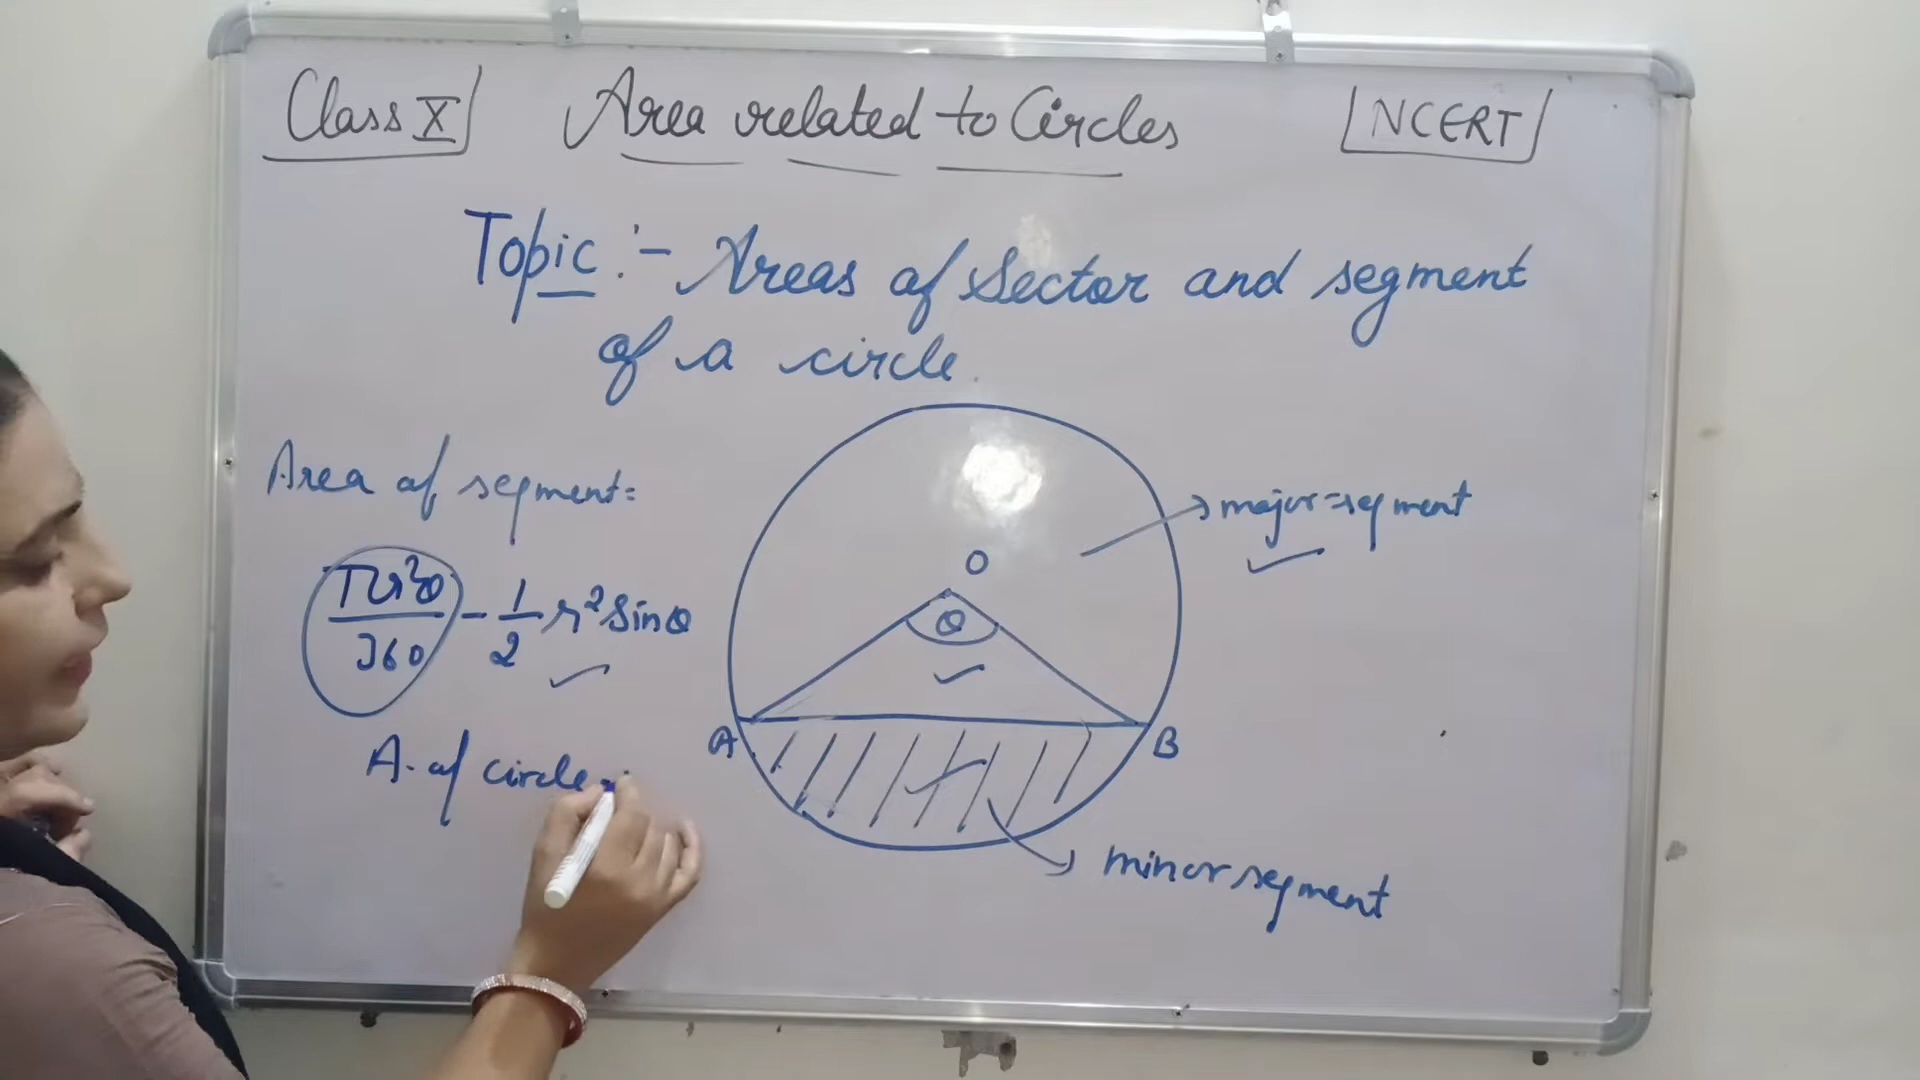 Class X
Area related to Circles
NCERT
Topic :- Areas of Sector and segment
of a circle.
Area of segment =
πr²θ/360 - 1/2 r² Sinθ
A. of circle -
major segment
O
θ
A
B
minor segment